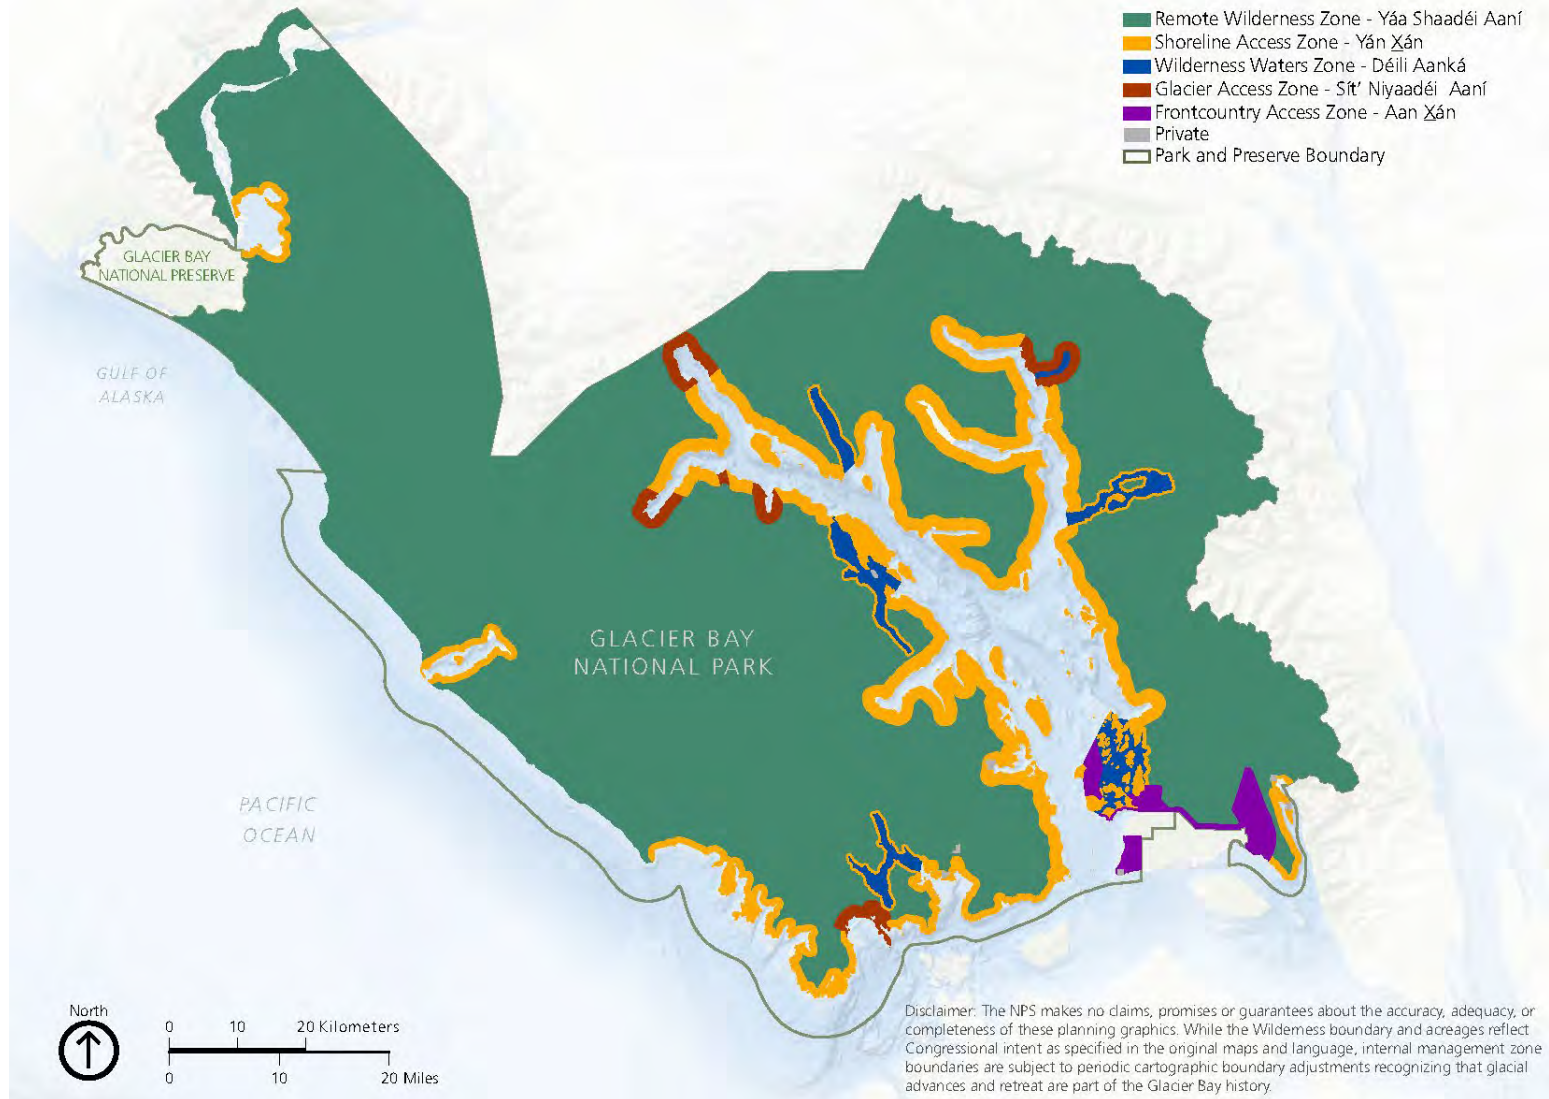 Remote Wilderness Zone - Yáa Shaadéi Aaní
Shoreline Access Zone - Yán X̲án
Wilderness Waters Zone - Déili Aanká
Glacier Access Zone - Sít’ Niyaadéi Aaní
Frontcountry Access Zone - Aan X̲án
Private
Park and Preserve Boundary
GLACIER BAY
NATIONAL PRESERVE
GULF OF
ALASKA
GLACIER BAY
NATIONAL PARK
PACIFIC
OCEAN
North
0 10 20 Kilometers
0 10 20 Miles
Disclaimer: The NPS makes no claims, promises or guarantees about the accuracy, adequacy, or
completeness of these planning graphics. While the Wilderness boundary and acreages reflect
Congressional intent as specified in the original maps and language, internal management zone
boundaries are subject to periodic cartographic boundary adjustments recognizing that glacial
advances and retreat are part of the Glacier Bay history.